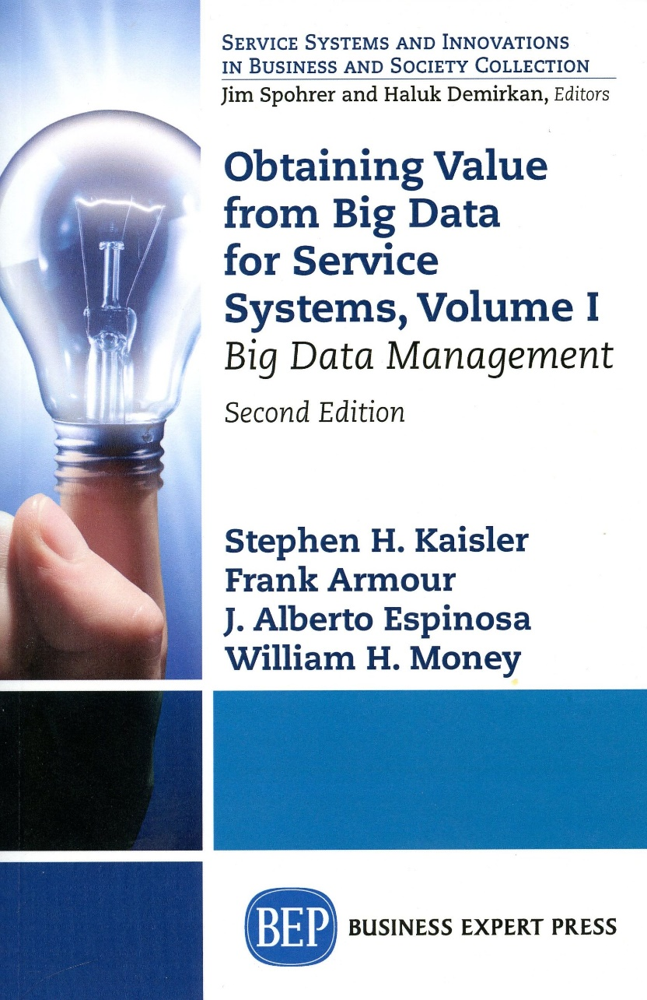 Service Systems and Innovations
in Business and Society Collection
Jim Spohrer and Haluk Demirkan, Editors
Obtaining Value
from Big Data
for Service
Systems, Volume I
Big Data Management
Second Edition
Stephen H. Kaisler
Frank Armour
J. Alberto Espinosa
William H. Money
BEP BUSINESS EXPERT PRESS